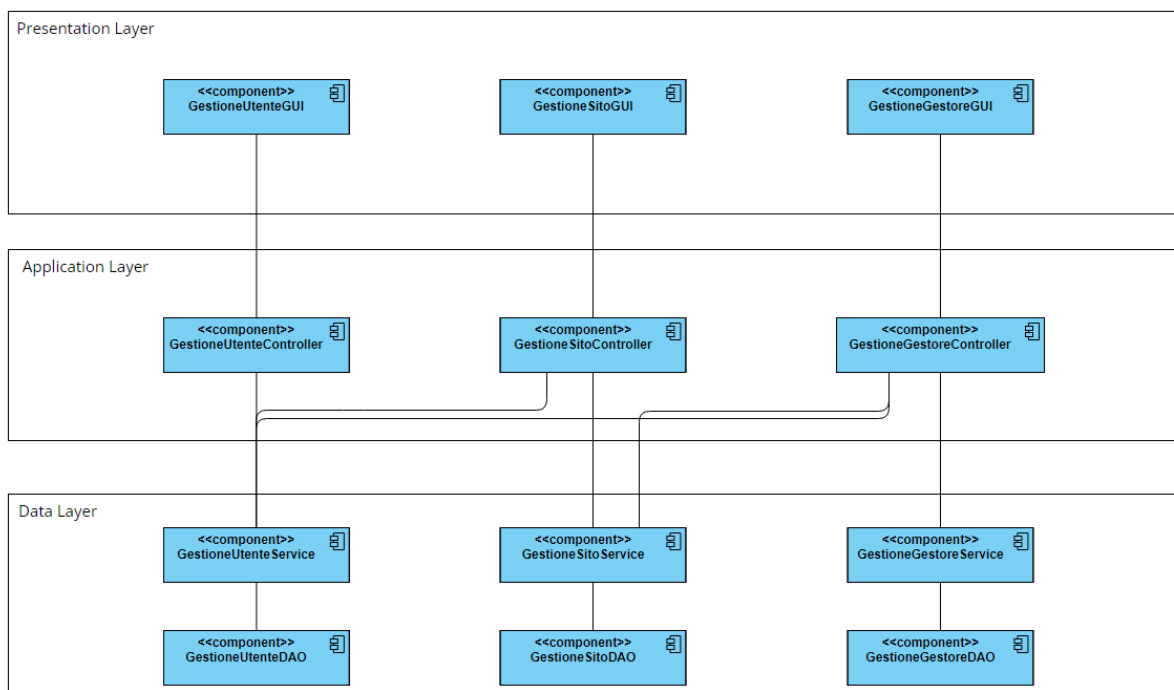 Presentation Layer
<<component>>
GestioneUtenteGUI
<<component>>
GestioneSitoGUI
<<component>>
GestioneGestoreGUI
Application Layer
<<component>>
GestioneUtenteController
<<component>>
GestioneSitoController
<<component>>
GestioneGestoreController
Data Layer
<<component>>
GestioneUtenteService
<<component>>
GestioneSitoService
<<component>>
GestioneGestoreService
<<component>>
GestioneUtenteDAO
<<component>>
GestioneSitoDAO
<<component>>
GestioneGestoreDAO